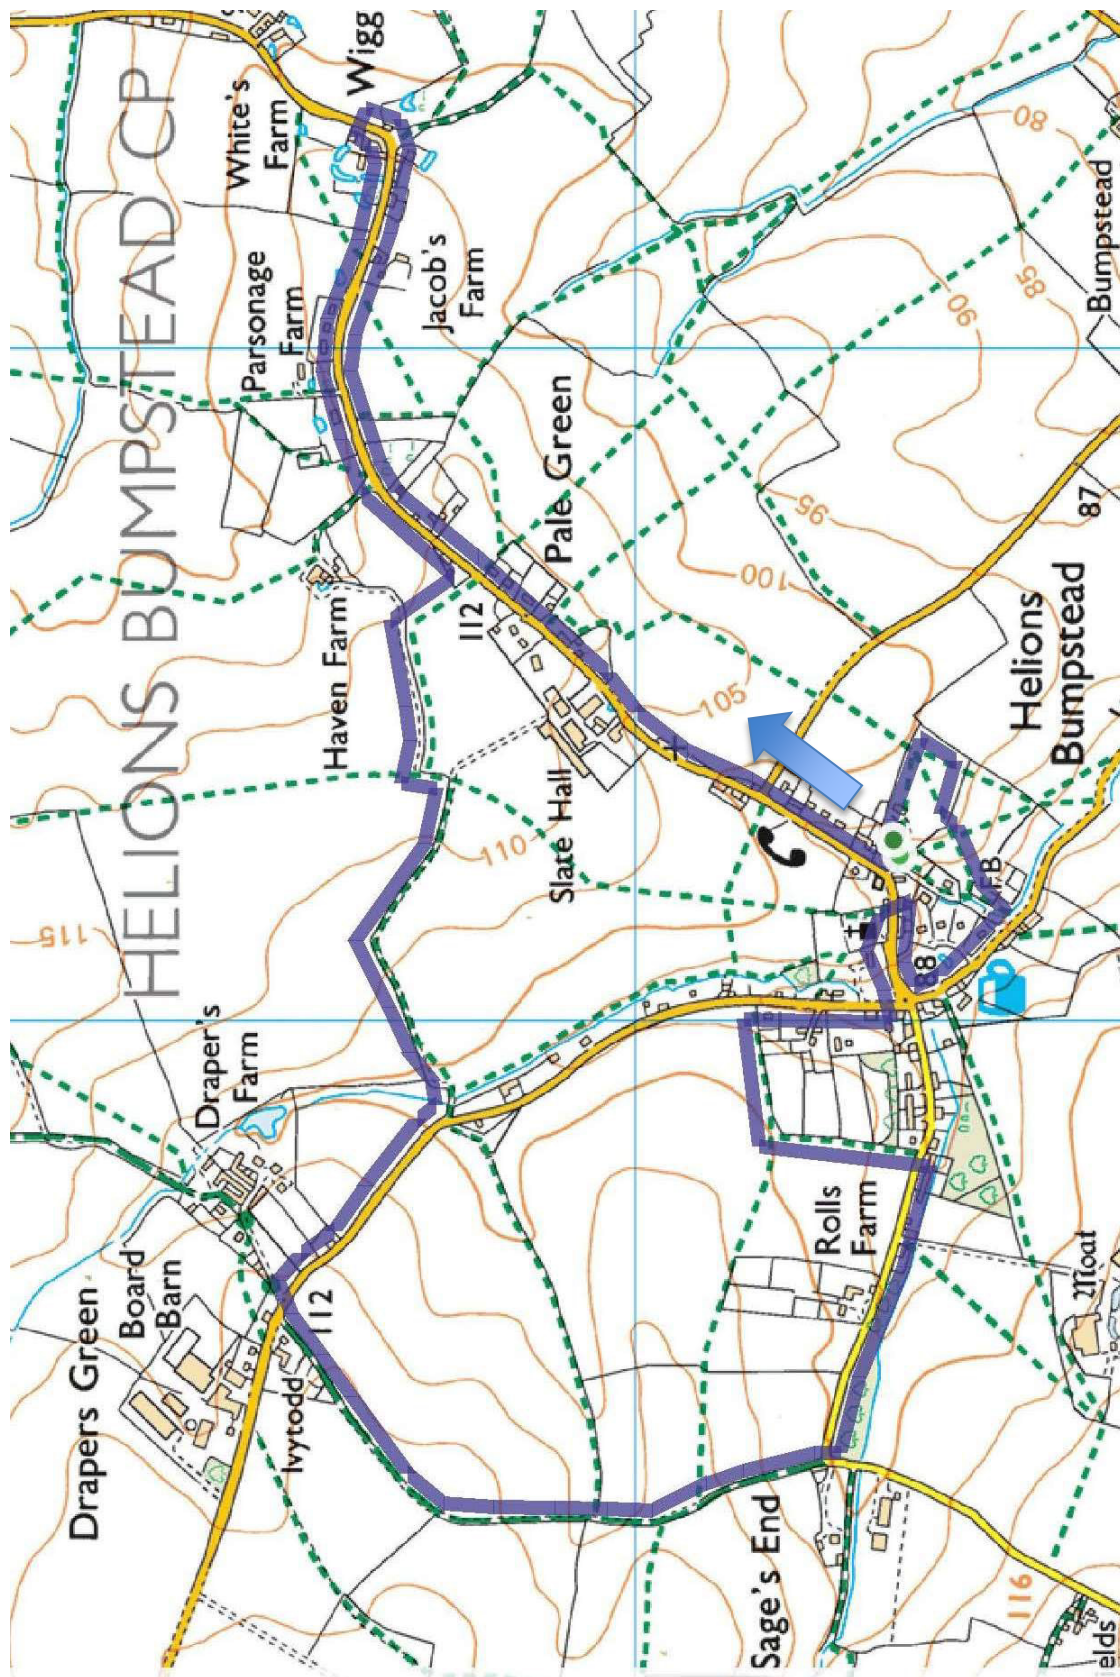 HELIONS BUMPSTEAD CP
White's
Farm
Wigg
Parsonage
Farm
Jacob's
Farm
Haven Farm
Pale Green
112
Slate Hall
115
110
105
100
95
90
85
80
Bumpstead
87
Helions
Bumpstead
FB
88
Draper's
Farm
Drapers Green
Board
Barn
112
Ivytodd
Rolls
Farm
Moat
Sage's End
116
elds